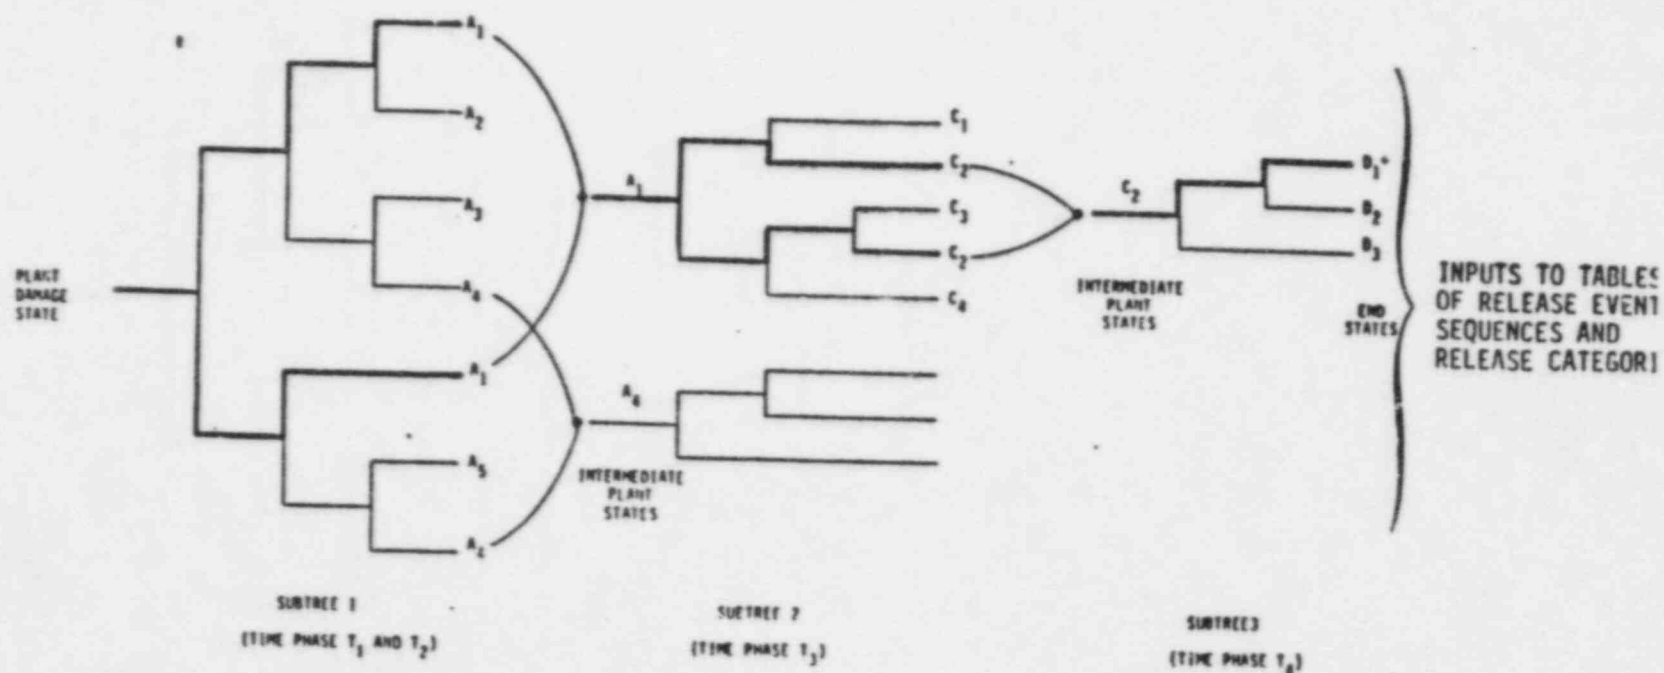 PLANT
DAMAGE
STATE
A₁
A₂
A₃
A₄
A₁
A₅
A₁
A₄
INTERMEDIATE
PLANT
STATES
C₁
C₂
C₃
C₂
C₄
C₂
INTERMEDIATE
PLANT
STATES
D₂
D₃
END
STATES
INPUTS TO TABLES
OF RELEASE EVENT
SEQUENCES AND
RELEASE CATEGORI
SUBTREE 1
(TIME PHASE T₁ AND T₂)
SUBTREE 2
(TIME PHASE T₃)
SUBTREE3
(TIME PHASE T₄)